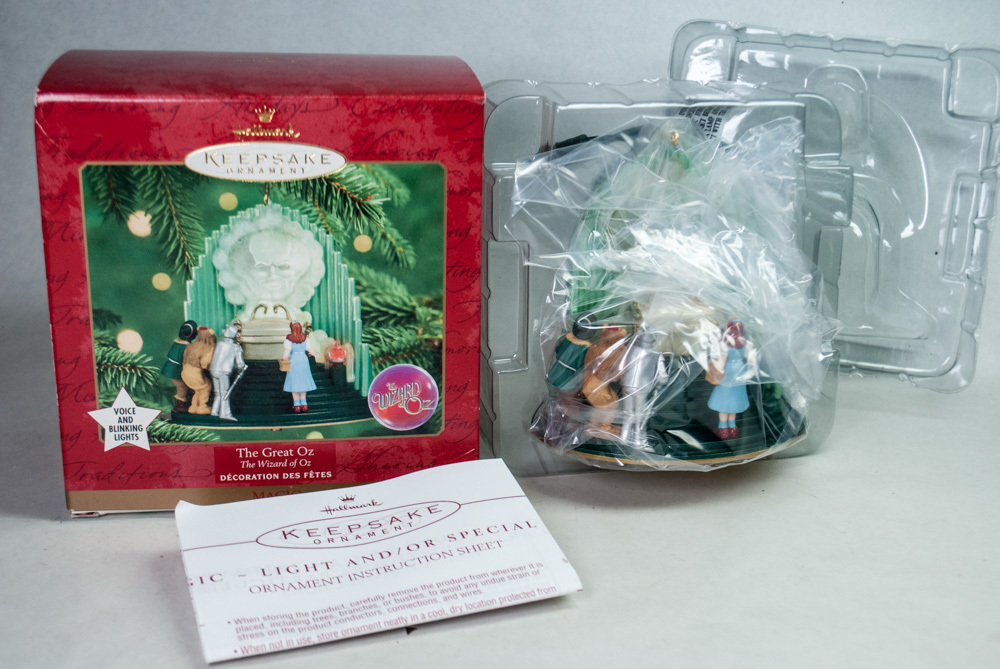 Hallmark
KEEPSAKE
ORNAMENT
VOICE
AND
BLINKING
LIGHTS
THE
WIZARD
OF OZ
The Great Oz
The Wizard of Oz
DÉCORATION DES FÊTES
Hallmark
KEEPSAKE
ORNAMENT
IC - LIGHT AND/OR SPECIAL
ORNAMENT INSTRUCTION SHEET
• When storing the product, carefully remove the product from wherever it is
placed, including trees, branches, or bushes, to avoid any undue strain or
stress on the product conductors, connections, and wires.
• When not in use, store ornament neatly in a cool, dry location protected from